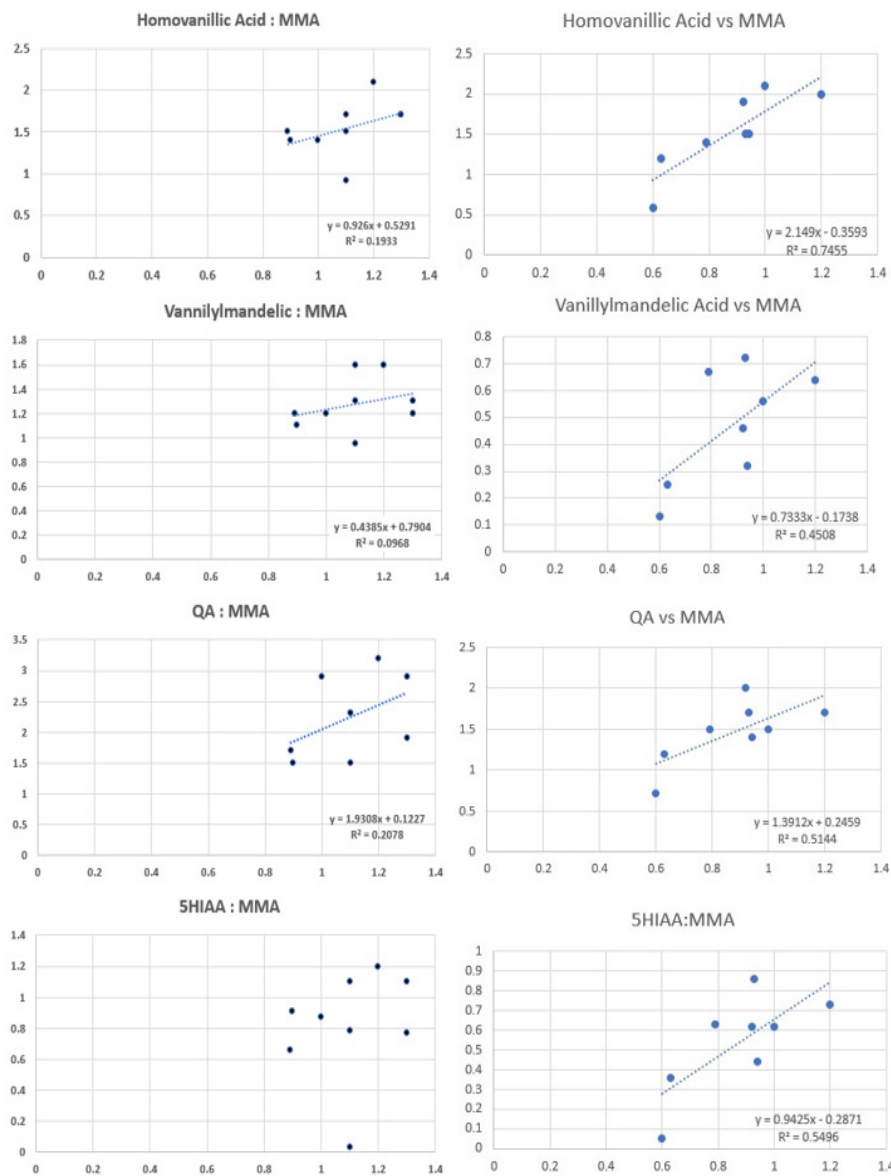 Homovanillic Acid : MMA
2.5
2
1.5
1
0.5
0
y = 0.926x + 0.5291
R² = 0.1933
0 0.2 0.4 0.6 0.8 1 1.2 1.4
Homovanillic Acid vs MMA
2.5
2
1.5
1
0.5
0
y = 2.149x - 0.3593
R² = 0.7455
0 0.2 0.4 0.6 0.8 1 1.2 1.4
Vannilylmandelic : MMA
1.8
1.6
1.4
1.2
1
0.8
0.6
0.4
0.2
0
y = 0.4385x + 0.7904
R² = 0.0968
0 0.2 0.4 0.6 0.8 1 1.2 1.4
Vanillylmandelic Acid vs MMA
0.8
0.7
0.6
0.5
0.4
0.3
0.2
0.1
0
y = 0.7333x - 0.1738
R² = 0.4508
0 0.2 0.4 0.6 0.8 1 1.2 1.4
QA : MMA
3.5
3
2.5
2
1.5
1
0.5
0
y = 1.9308x + 0.1227
R² = 0.2078
0 0.2 0.4 0.6 0.8 1 1.2 1.4
QA vs MMA
2.5
2
1.5
1
0.5
0
y = 1.3912x + 0.2459
R² = 0.5144
0 0.2 0.4 0.6 0.8 1 1.2 1.4
5HIAA : MMA
1.4
1.2
1
0.8
0.6
0.4
0.2
0
0 0.2 0.4 0.6 0.8 1 1.2 1.4
5HIAA:MMA
1
0.9
0.8
0.7
0.6
0.5
0.4
0.3
0.2
0.1
0
y = 0.9425x - 0.2871
R² = 0.5496
0 0.2 0.4 0.6 0.8 1 1.2 1.4